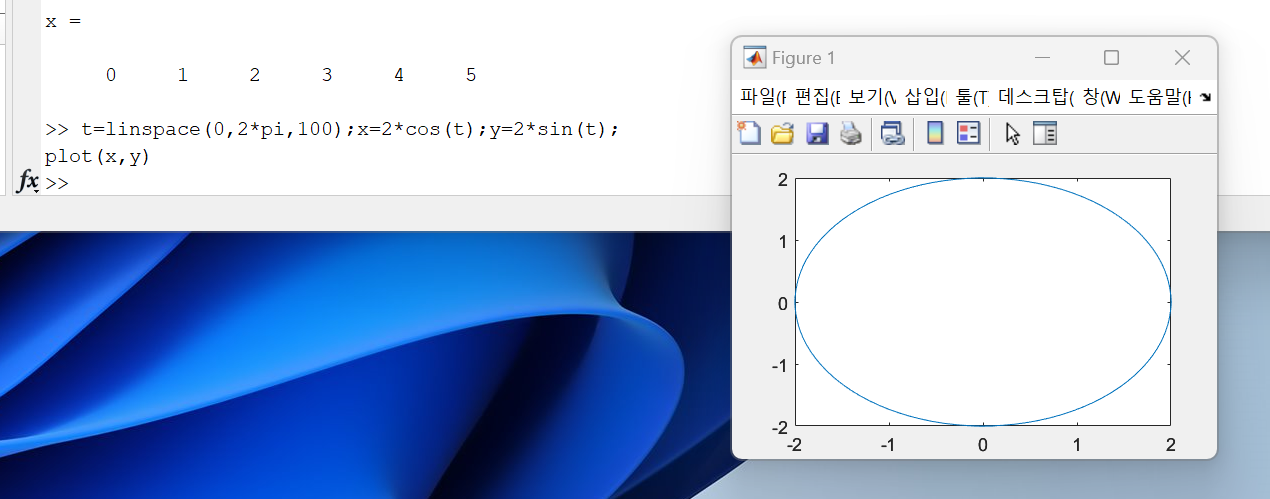 x =
0 1 2 3 4 5
>> t=linspace(0,2*pi,100);x=2*cos(t);y=2*sin(t);
plot(x,y)
fx >>
Figure 1
파일( 편집( 보기( 삽입( 툴(T 데스크탑( 창(W 도움말(
2
1
0
-1
-2
-2 -1 0 1 2